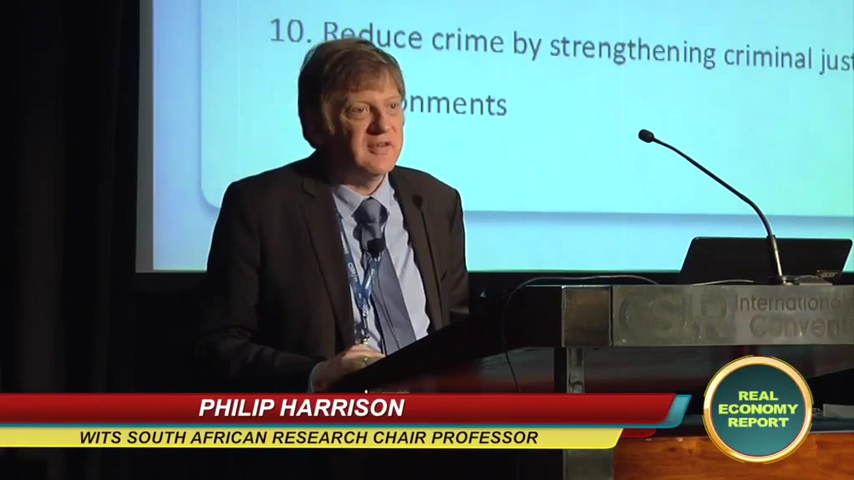 10. Reduce crime by strengthening criminal just
onments
CSIR International
Convent
PHILIP HARRISON
WITS SOUTH AFRICAN RESEARCH CHAIR PROFESSOR
REAL
ECONOMY
REPORT